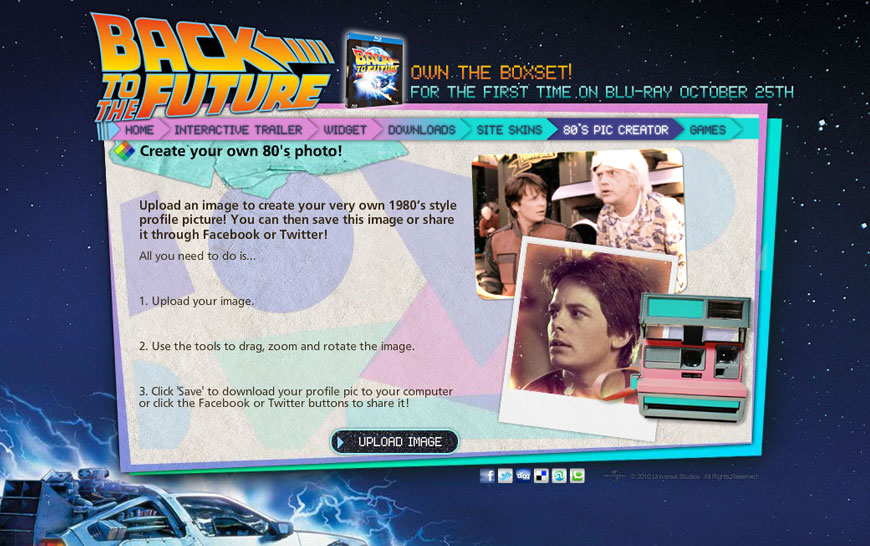 BACK
TO THE FUTURE
BACK
TO THE FUTURE
OWN THE BOXSET!
FOR THE FIRST TIME ON BLU-RAY OCTOBER 25TH
HOME INTERACTIVE TRAILER WIDGET DOWNLOADS SITE SKINS 80'S PIC CREATOR GAMES
Create your own 80's photo!
Upload an image to create your very own 1980's style
profile picture! You can then save this image or share
it through Facebook or Twitter!
All you need to do is...
1. Upload your image.
2. Use the tools to drag, zoom and rotate the image.
3. Click 'Save' to download your profile pic to your computer
or click the Facebook or Twitter buttons to share it!
UPLOAD IMAGE
f digg
© 2010 Universal Studios. All Rights Reserved